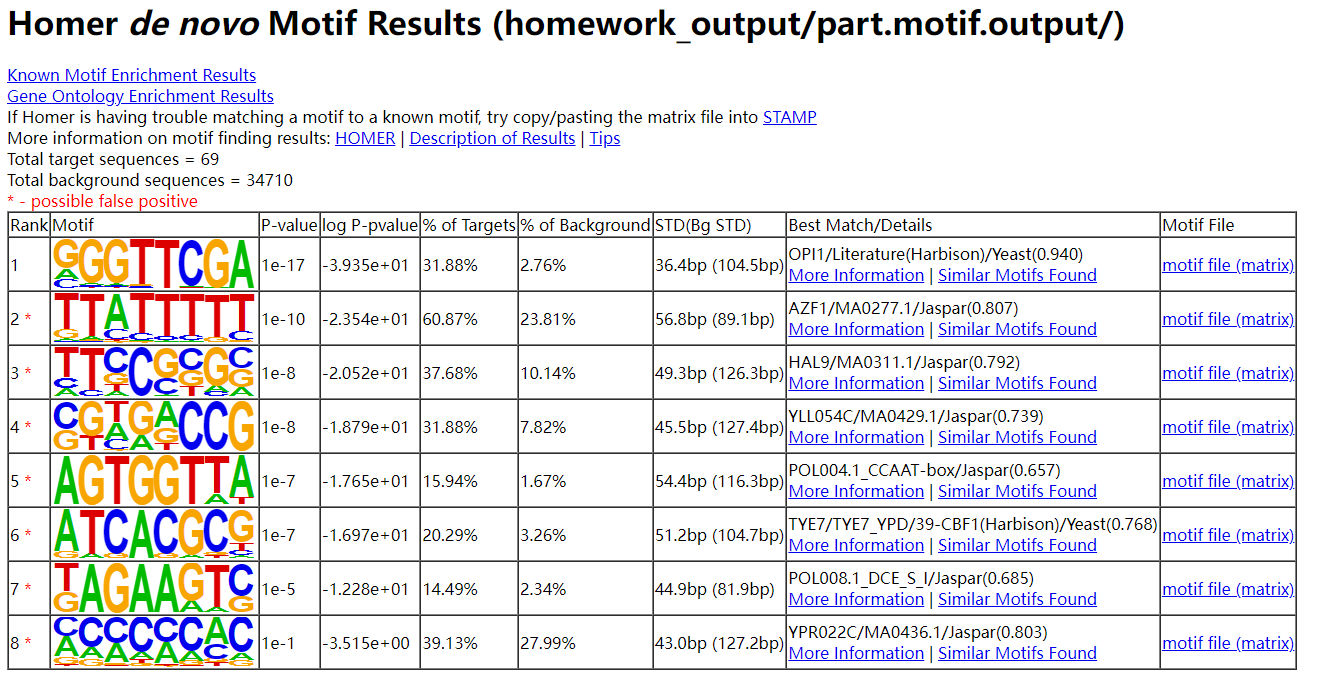 Homer de novo Motif Results (homework_output/part.motif.output/)
Known Motif Enrichment Results
Gene Ontology Enrichment Results
If Homer is having trouble matching a motif to a known motif, try copy/pasting the matrix file into STAMP
More information on motif finding results: HOMER | Description of Results | Tips
Total target sequences = 69
Total background sequences = 34710
* - possible false positive
Rank Motif P-value log P-pvalue % of Targets % of Background STD(Bg STD) Best Match/Details Motif File
1 GGGTTCGA 1e-17 -3.935e+01 31.88% 2.76% 36.4bp (104.5bp) OPI1/Literature(Harbison)/Yeast(0.940)
More Information | Similar Motifs Found motif file (matrix)
2 * TTATTTTT 1e-10 -2.354e+01 60.87% 23.81% 56.8bp (89.1bp) AZF1/MA0277.1/Jaspar(0.807)
More Information | Similar Motifs Found motif file (matrix)
3 * TTCCGCGC 1e-8 -2.052e+01 37.68% 10.14% 49.3bp (126.3bp) HAL9/MA0311.1/Jaspar(0.792)
More Information | Similar Motifs Found motif file (matrix)
4 * CGTGACCG 1e-8 -1.879e+01 31.88% 7.82% 45.5bp (127.4bp) YLL054C/MA0429.1/Jaspar(0.739)
More Information | Similar Motifs Found motif file (matrix)
5 * AGTGGTTA 1e-7 -1.765e+01 15.94% 1.67% 54.4bp (116.3bp) POL004.1_CCAAT-box/Jaspar(0.657)
More Information | Similar Motifs Found motif file (matrix)
6 * ATCACGCG 1e-7 -1.697e+01 20.29% 3.26% 51.2bp (104.7bp) TYE7/TYE7_YPD/39-CBF1(Harbison)/Yeast(0.768)
More Information | Similar Motifs Found motif file (matrix)
7 * TAGAAGTC 1e-5 -1.228e+01 14.49% 2.34% 44.9bp (81.9bp) POL008.1_DCE_S_I/Jaspar(0.685)
More Information | Similar Motifs Found motif file (matrix)
8 * CCCCCCAC 1e-1 -3.515e+00 39.13% 27.99% 43.0bp (127.2bp) YPR022C/MA0436.1/Jaspar(0.803)
More Information | Similar Motifs Found motif file (matrix)